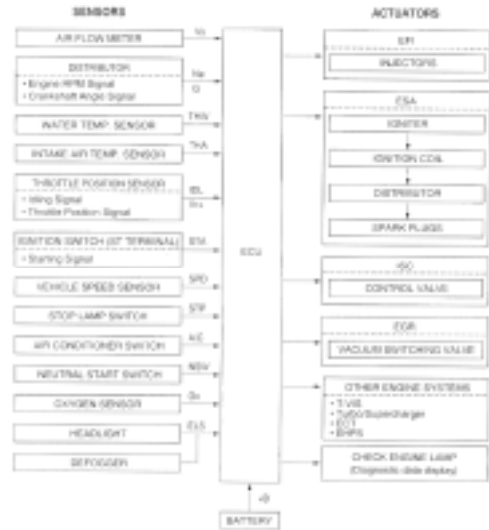 SENSORS
AIR FLOW METER
Vs
DISTRIBUTOR
• Engine RPM Signal
• Crankshaft Angle Signal
Ne
G
WATER TEMP. SENSOR
THW
INTAKE AIR TEMP. SENSOR
THA
THROTTLE POSITION SENSOR
• Idling Signal
• Throttle Position Signal
IDL
IGNITION SWITCH (ST TERMINAL)
• Starting Signal
STA
VEHICLE SPEED SENSOR
SPD
STOP LAMP SWITCH
STP
AIR CONDITIONER SWITCH
A/C
NEUTRAL START SWITCH
NSW
OXYGEN SENSOR
Ox
HEADLIGHT
ELS
DEFOGGER
ECU
+B
BATTERY
ACTUATORS
EFI
INJECTORS
ESA
IGNITER
IGNITION COIL
DISTRIBUTOR
SPARK PLUGS
ISC
CONTROL VALVE
EGR
VACUUM SWITCHING VALVE
OTHER ENGINE SYSTEMS
• T-VIS
• Turbo/Supercharger
• ECT
• EHPS
CHECK ENGINE LAMP
(Diagnostic code display)